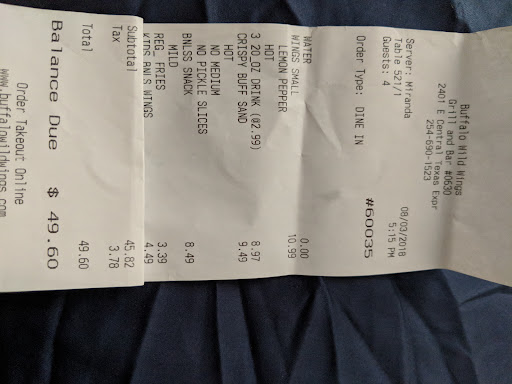 Buffalo Wild Wings
Grill and Bar #0630
2401 E Central Texas Expr
254-690-1523
Server: Miranda 08/03/2018
Table 521/1 5:15 PM
Guests: 4
#60035
Order Type: DINE IN
WATER 0.00
WINGS SMALL 10.99
LEMON PEPPER
HOT
3 20 OZ DRINK (@2.99) 8.97
CRISPY BUFF SAND 9.49
HOT
NO MEDIUM
NO PICKLE SLICES
BNLSS SNACK 8.49
MILD
REG FRIES 3.39
KIDS BNLS WINGS 4.49
Subtotal 45.82
Tax 3.78
Total 49.60
Balance Due $ 49.60
Order Takeout Online
www.buffalowildwings.com